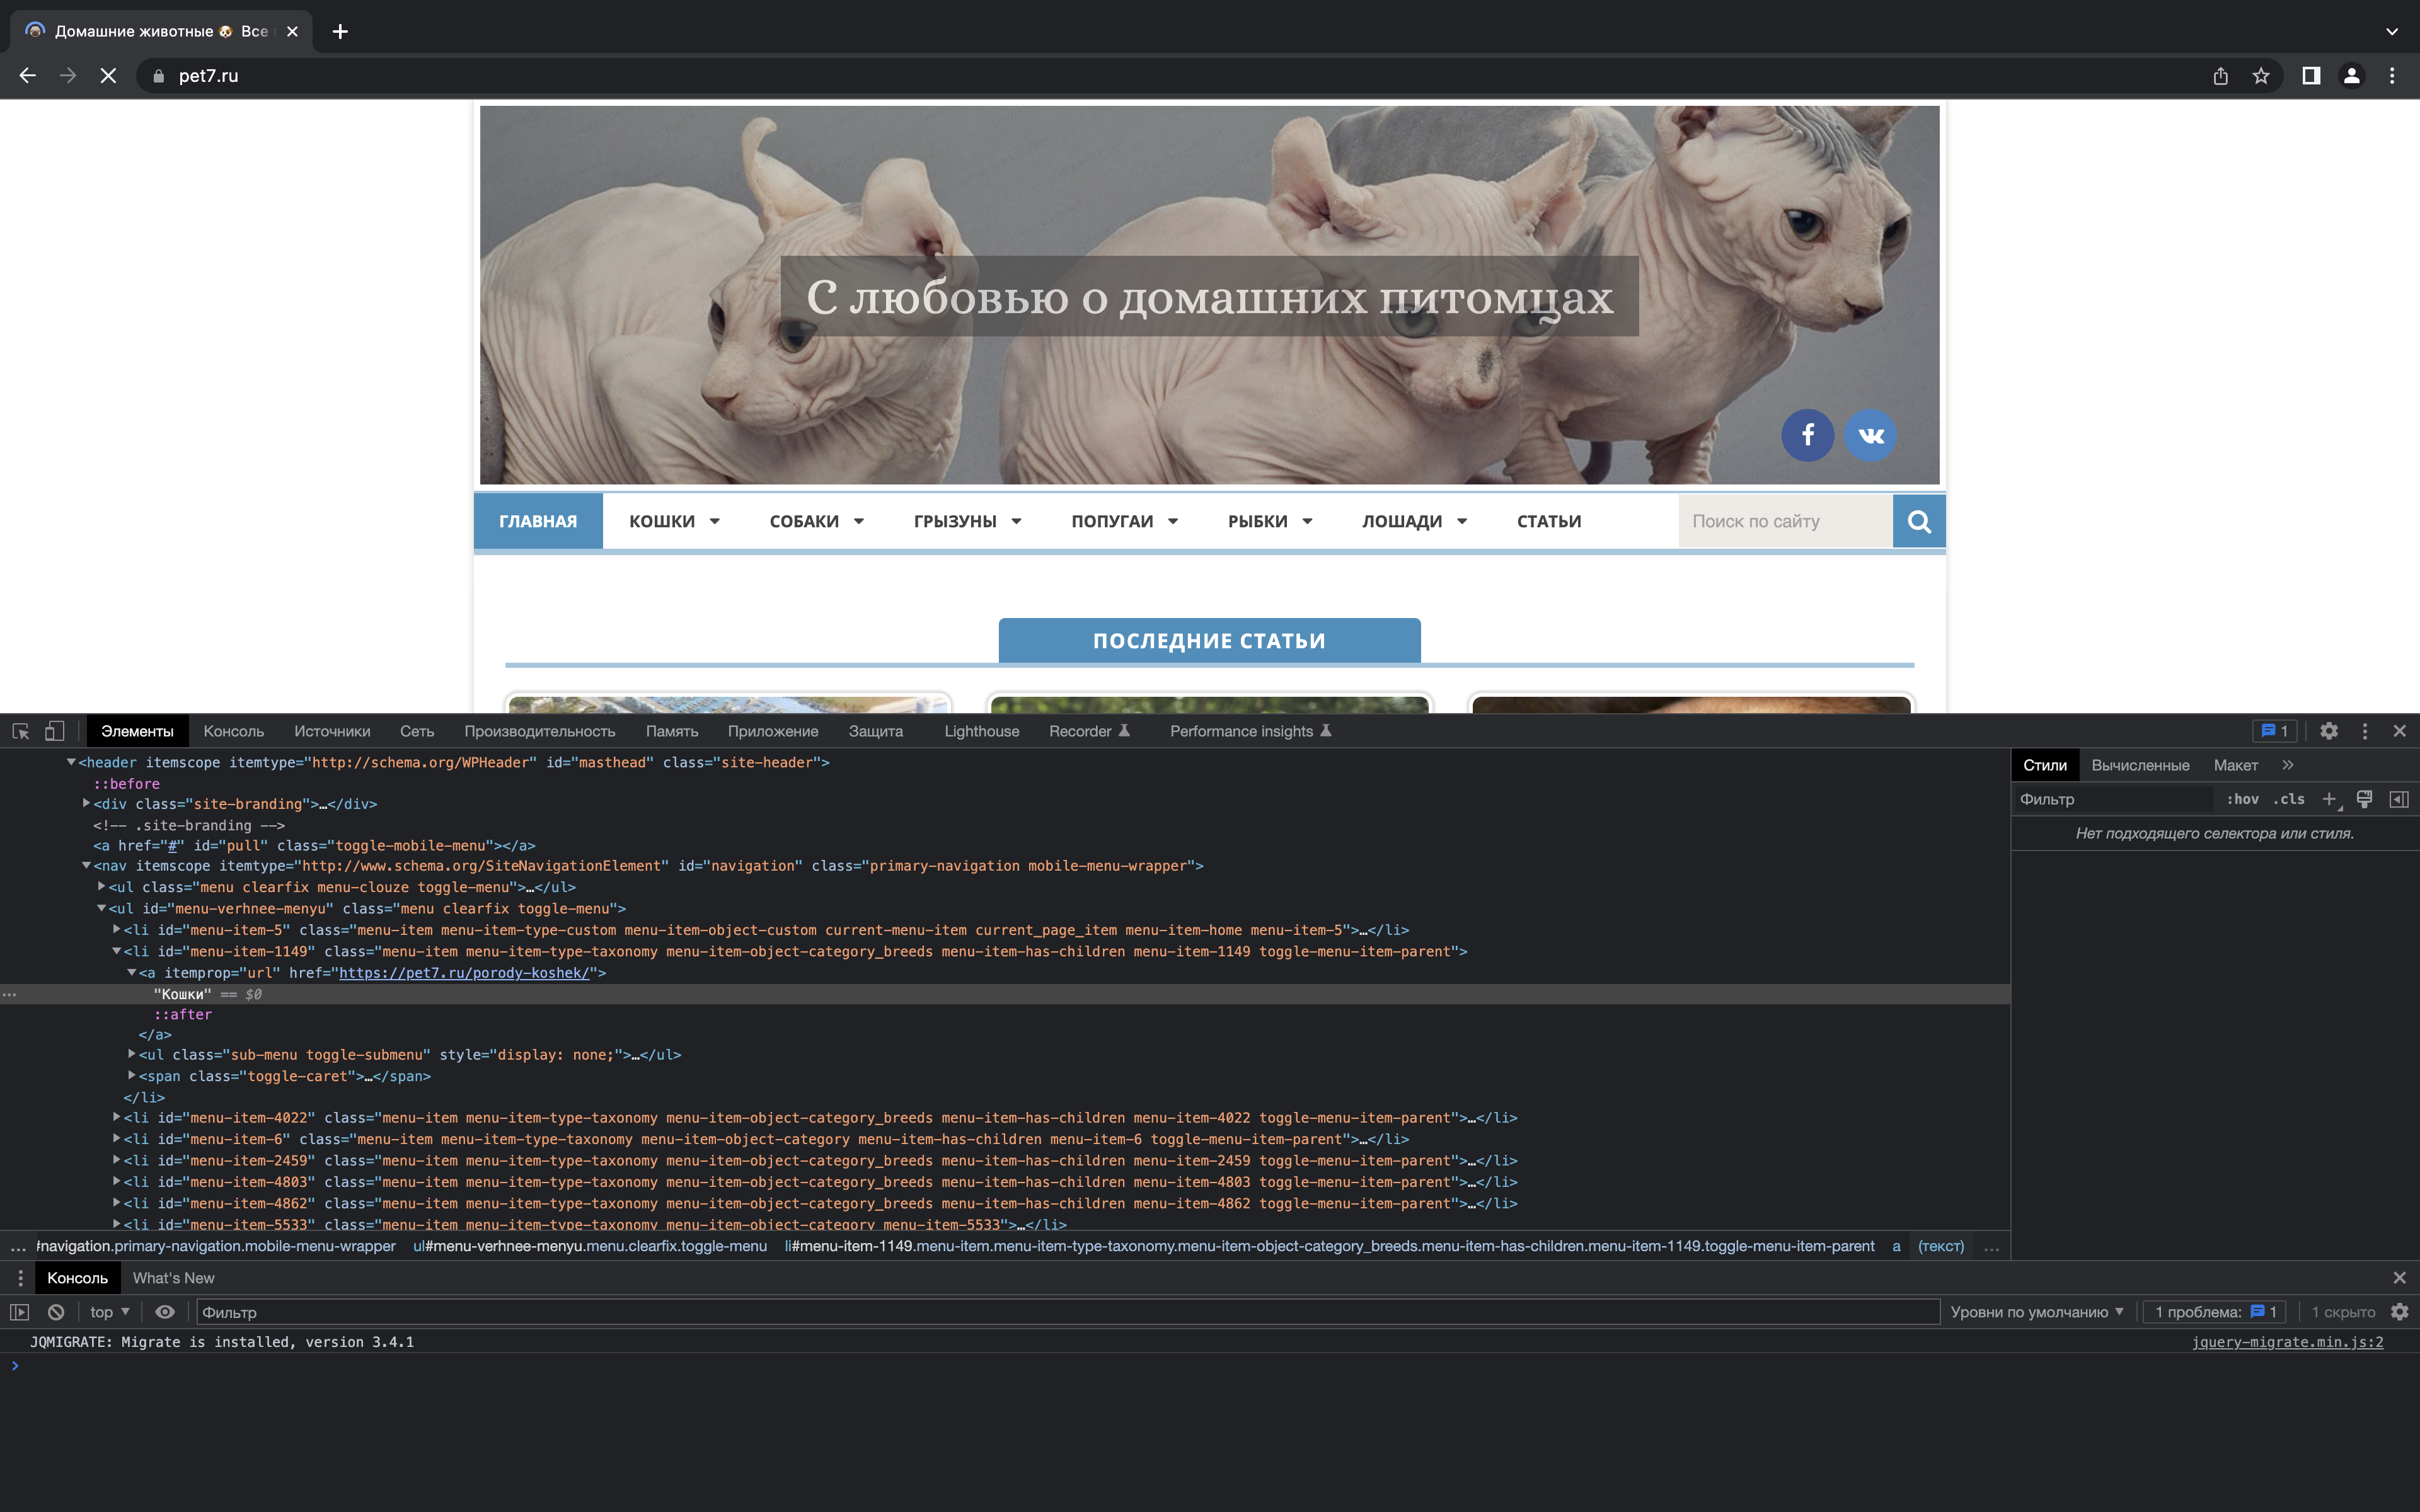 Домашние животные 🐶 Все
pet7.ru
С любовью о домашних питомцах
ГЛАВНАЯ КОШКИ СОБАКИ ГРЫЗУНЫ ПОПУГАИ РЫБКИ ЛОШАДИ СТАТЬИ Поиск по сайту
ПОСЛЕДНИЕ СТАТЬИ
Элементы Консоль Источники Сеть Производительность Память Приложение Защита Lighthouse Recorder Performance insights 1
<header itemscope itemtype="http://schema.org/WPHeader" id="masthead" class="site-header">
::before
<div class="site-branding">…</div>
<!-- .site-branding -->
<a href="#" id="pull" class="toggle-mobile-menu"></a>
<nav itemscope itemtype="http://www.schema.org/SiteNavigationElement" id="navigation" class="primary-navigation mobile-menu-wrapper">
<ul class="menu clearfix menu-clouze toggle-menu">…</ul>
<ul id="menu-verhnee-menyu" class="menu clearfix toggle-menu">
<li id="menu-item-5" class="menu-item menu-item-type-custom menu-item-object-custom current-menu-item current_page_item menu-item-home menu-item-5">…</li>
<li id="menu-item-1149" class="menu-item menu-item-type-taxonomy menu-item-object-category_breeds menu-item-has-children menu-item-1149 toggle-menu-item-parent">
<a itemprop="url" href="https://pet7.ru/porody-koshek/">
… "Кошки" == $0
::after
</a>
<ul class="sub-menu toggle-submenu" style="display: none;">…</ul>
<span class="toggle-caret">…</span>
</li>
<li id="menu-item-4022" class="menu-item menu-item-type-taxonomy menu-item-object-category_breeds menu-item-has-children menu-item-4022 toggle-menu-item-parent">…</li>
<li id="menu-item-6" class="menu-item menu-item-type-taxonomy menu-item-object-category menu-item-has-children menu-item-6 toggle-menu-item-parent">…</li>
<li id="menu-item-2459" class="menu-item menu-item-type-taxonomy menu-item-object-category_breeds menu-item-has-children menu-item-2459 toggle-menu-item-parent">…</li>
<li id="menu-item-4803" class="menu-item menu-item-type-taxonomy menu-item-object-category_breeds menu-item-has-children menu-item-4803 toggle-menu-item-parent">…</li>
<li id="menu-item-4862" class="menu-item menu-item-type-taxonomy menu-item-object-category_breeds menu-item-has-children menu-item-4862 toggle-menu-item-parent">…</li>
<li id="menu-item-5533" class="menu-item menu-item-type-taxonomy menu-item-object-category menu-item-5533">…</li>
… #navigation.primary-navigation.mobile-menu-wrapper ul#menu-verhnee-menyu.menu.clearfix.toggle-menu li#menu-item-1149.menu-item.menu-item-type-taxonomy.menu-item-object-category_breeds.menu-item-has-children.menu-item-1149.toggle-menu-item-parent a (текст) …
Стили Вычисленные Макет »
Фильтр :hov .cls +
Нет подходящего селектора или стиля.
Консоль What's New
top Фильтр Уровни по умолчанию 1 проблема: 1 1 скрыто
JQMIGRATE: Migrate is installed, version 3.4.1 jquery-migrate.min.js:2